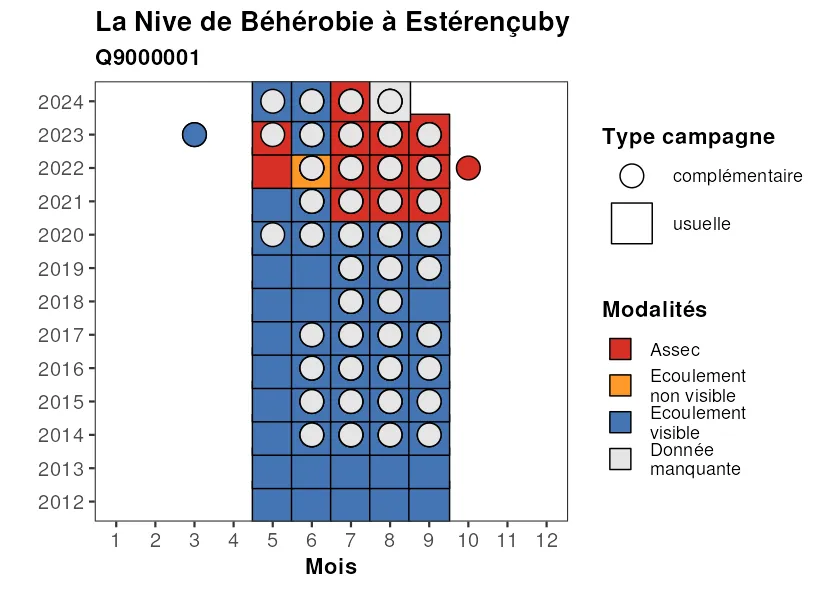 La Nive de Béhérobie à Estérençuby
Q9000001
2024
2023
2022
2021
2020
2019
2018
2017
2016
2015
2014
2013
2012
1 2 3 4 5 6 7 8 9 10 11 12
Mois
Type campagne
complémentaire
usuelle
Modalités
Assec
Ecoulement
non visible
Ecoulement
visible
Donnée
manquante